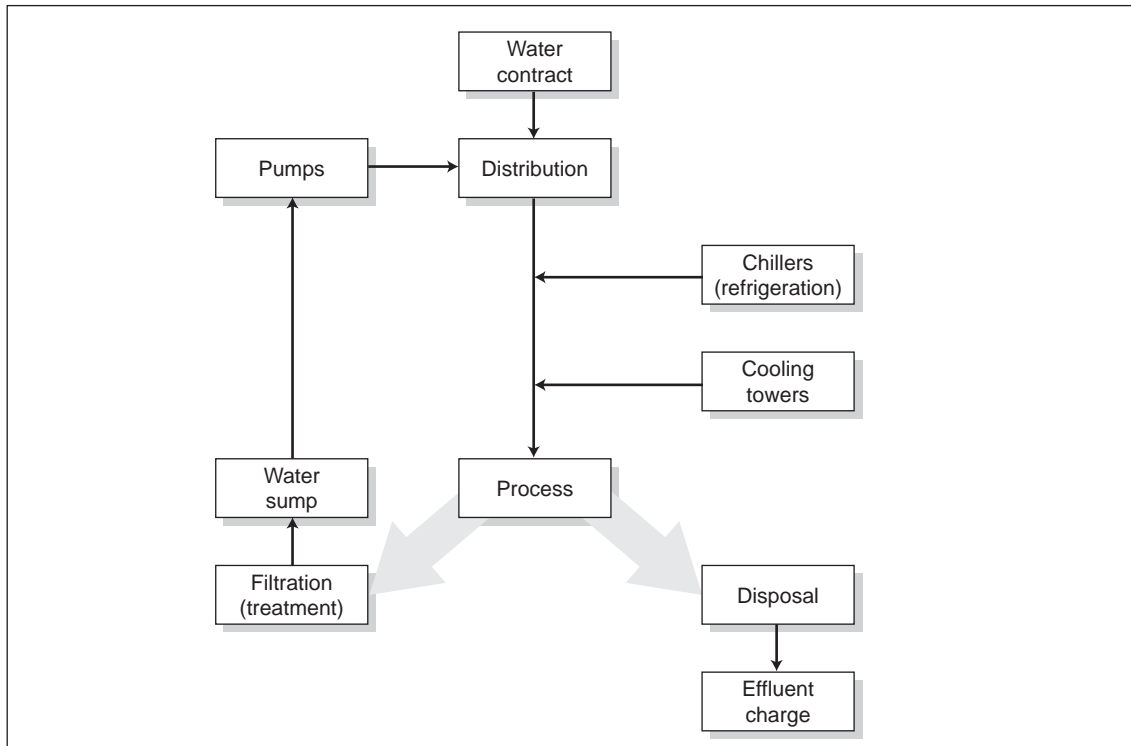 Water
contract
Pumps
Distribution
Chillers
(refrigeration)
Cooling
towers
Water
sump
Process
Filtration
(treatment)
Disposal
Effluent
charge